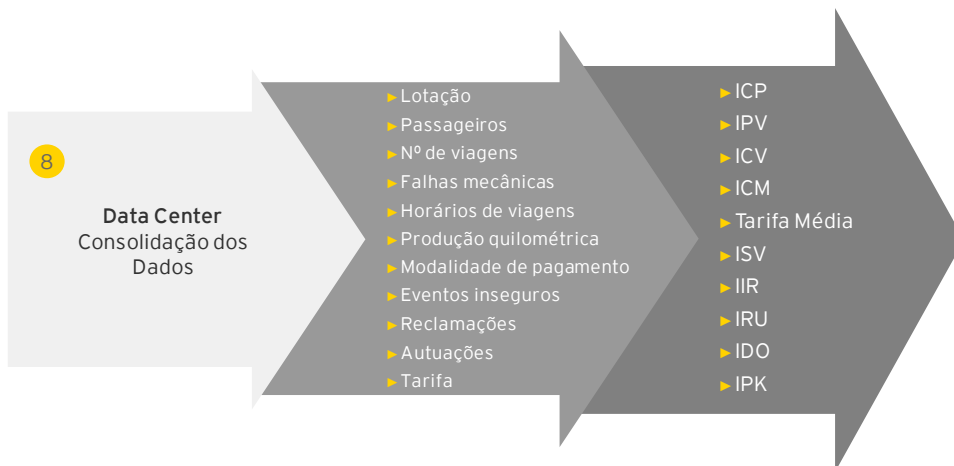 8
Data Center
Consolidação dos
Dados
►Lotação
►Passageiros
►Nº de viagens
►Falhas mecânicas
►Horários de viagens
►Produção quilométrica
►Modalidade de pagamento
►Eventos inseguros
►Reclamações
►Autuações
►Tarifa
►ICP
►IPV
►ICV
►ICM
►Tarifa Média
►ISV
►IIR
►IRU
►IDO
►IPK